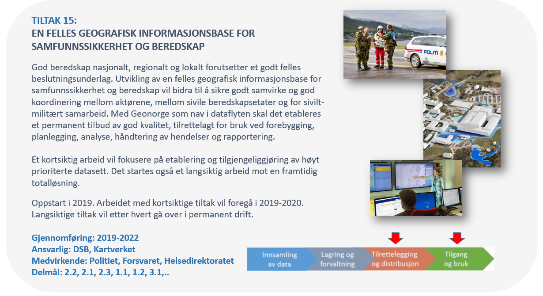 TILTAK 15:
EN FELLES GEOGRAFISK INFORMASJONSBASE FOR
SAMFUNNSSIKKERHET OG BEREDSKAP
God beredskap nasjonalt, regionalt og lokalt forutsetter et godt felles
beslutningsunderlag. Utvikling av en felles geografisk informasjonsbase for
samfunnssikkerhet og beredskap vil bidra til å sikre godt samvirke og god
koordinering mellom aktørene, mellom sivile beredskapsetater og for sivilt-
militært samarbeid. Med Geonorge som nav i dataflyten skal det etableres
et permanent tilbud av god kvalitet, tilrettelagt for bruk ved forebygging,
planlegging, analyse, håndtering av hendelser og rapportering.
Et kortsiktig arbeid vil fokusere på etablering og tilgjengeliggjøring av høyt
prioriterte datasett. Det startes også et langsiktig arbeid mot en framtidig
totalløsning.
Oppstart i 2019. Arbeidet med kortsiktige tiltak vil foregå i 2019-2020.
Langsiktige tiltak vil etter hvert gå over i permanent drift.
Gjennomføring: 2019-2022
Ansvarlig: DSB, Kartverket
Medvirkende: Politiet, Forsvaret, Helsedirektoratet
Delmål: 2.2, 2.1, 2.3, 1.1, 1.2, 3.1,..
POLITI
Innsamling
av data
Lagring og
forvaltning
Tilrettelegging
og distribusjon
Tilgang
og bruk